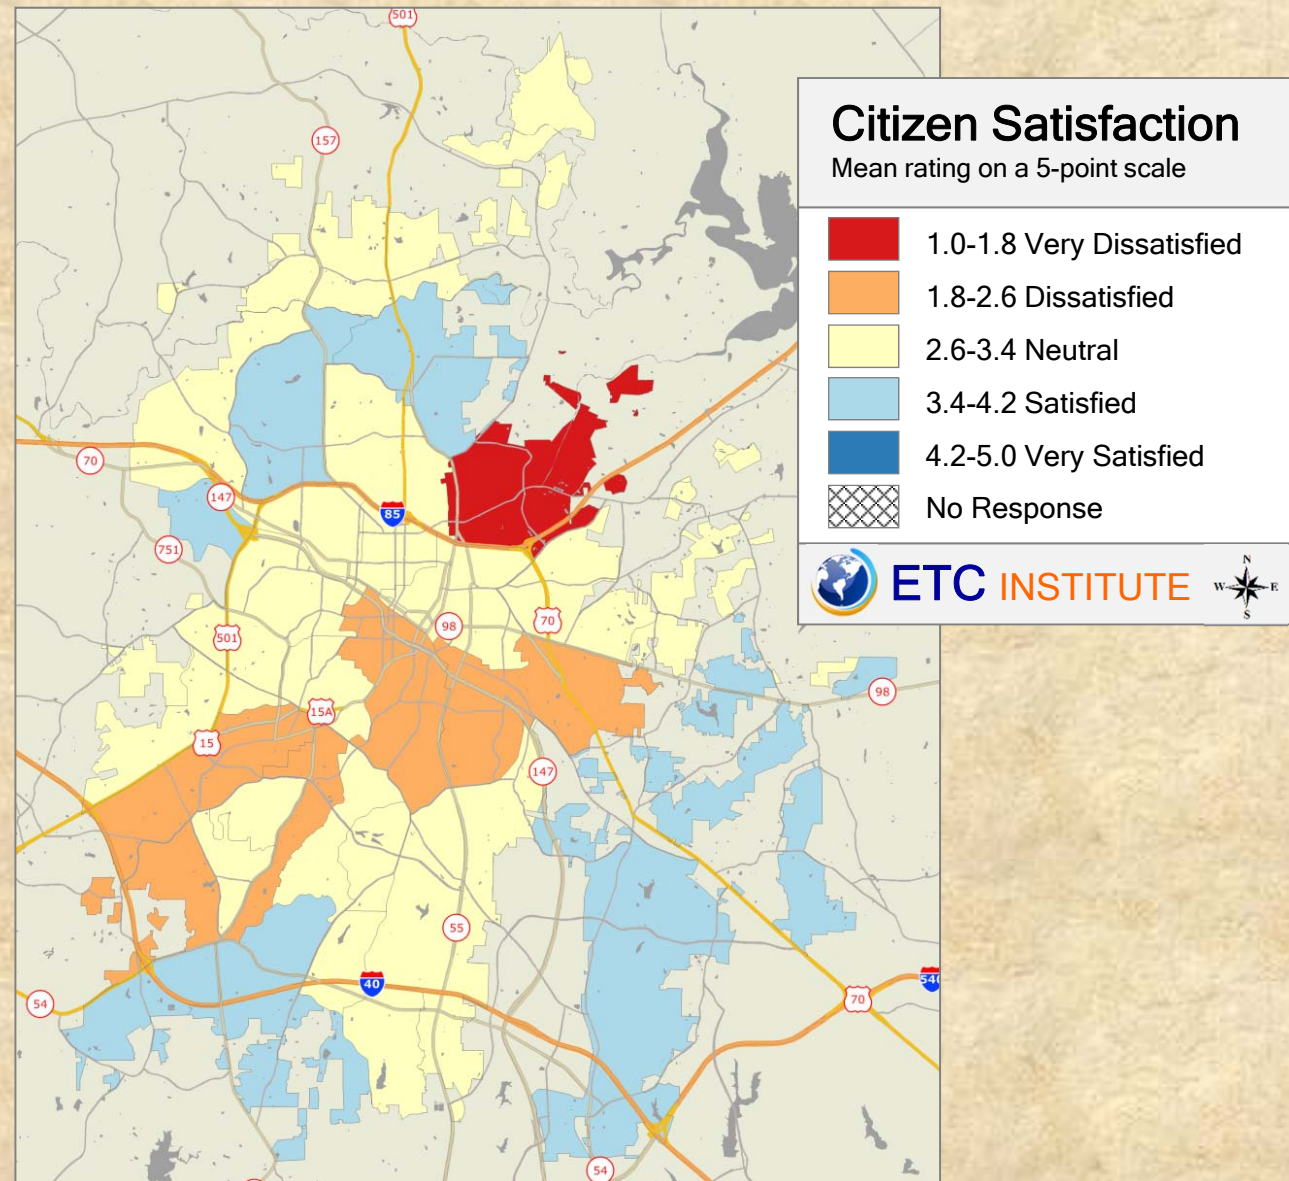 501
157
Citizen Satisfaction
Mean rating on a 5-point scale
1.0-1.8 Very Dissatisfied
1.8-2.6 Dissatisfied
2.6-3.4 Neutral
3.4-4.2 Satisfied
4.2-5.0 Very Satisfied
No Response
ETC INSTITUTE
N
W E
S
70
147
85
751
501
98
70
98
15A
15
147
55
40
54
70
540
54